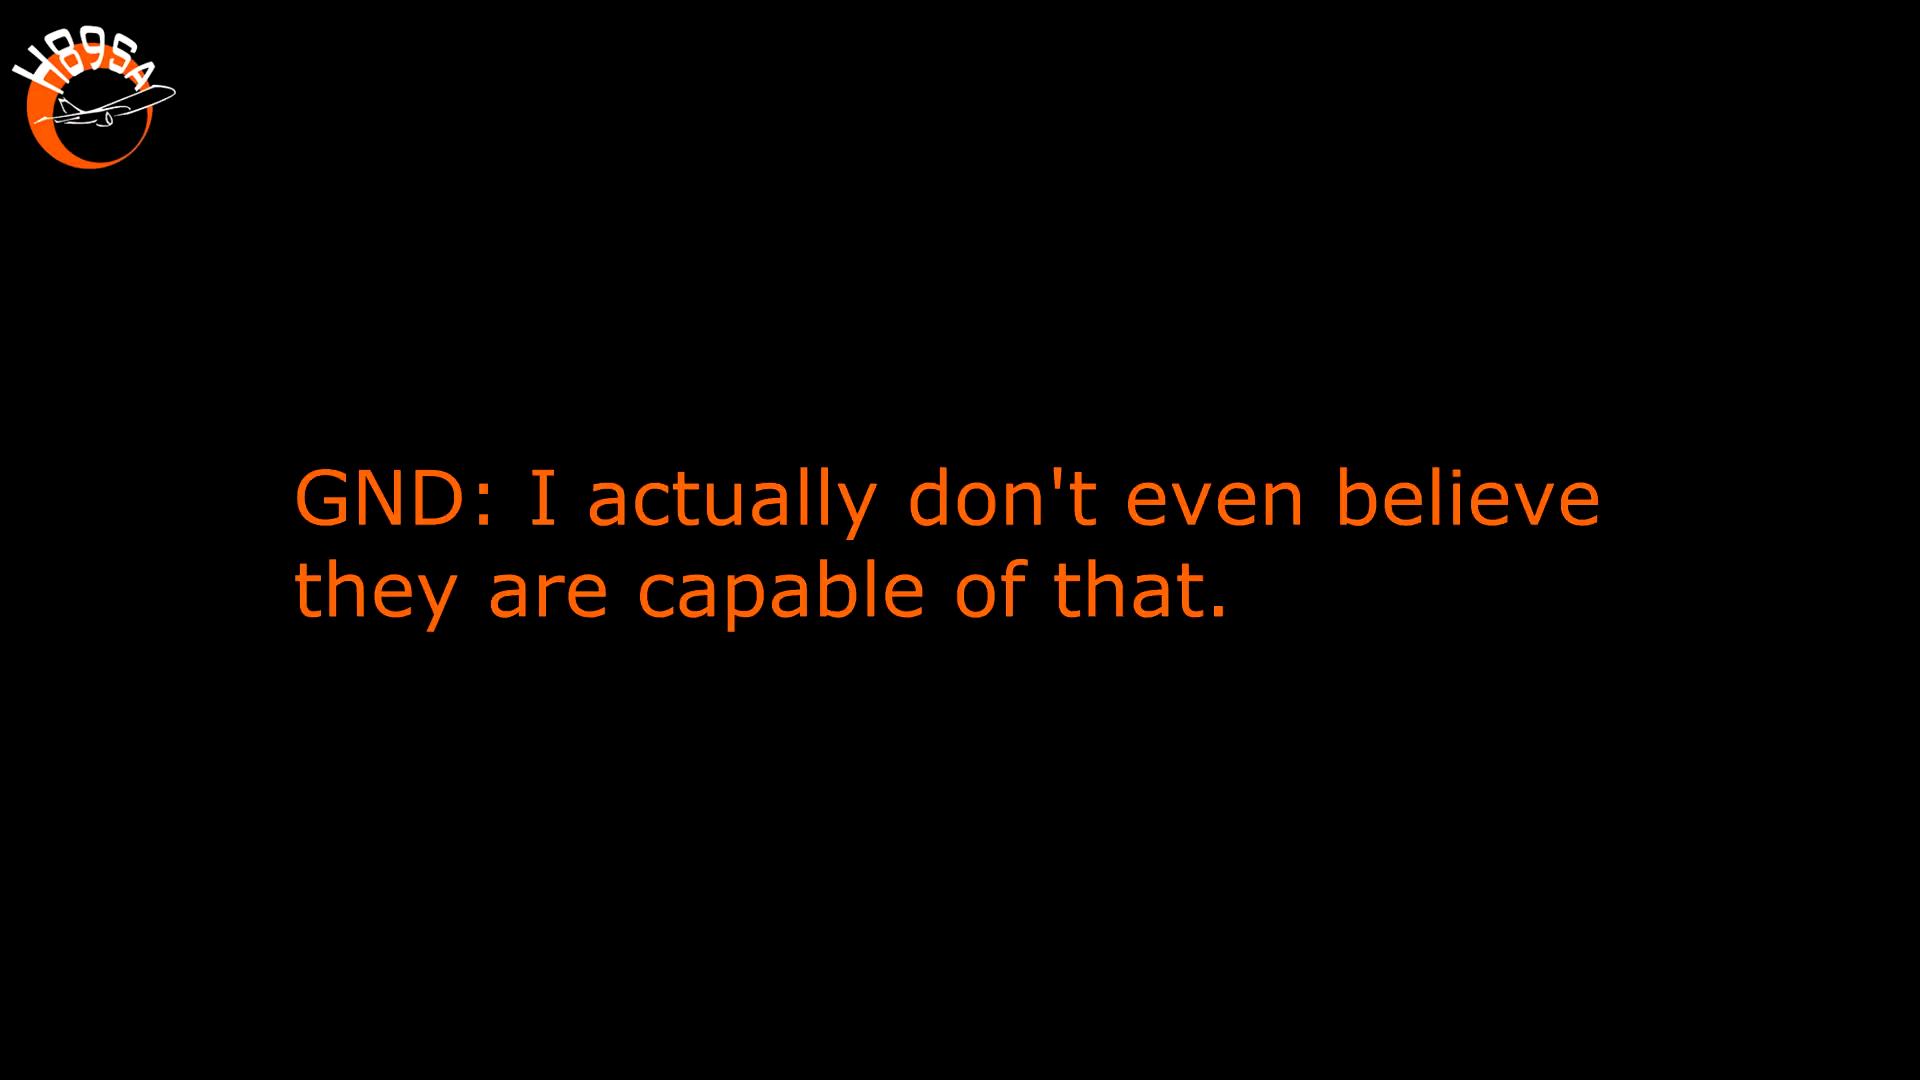 H89SA
GND: I actually don't even believe
they are capable of that.